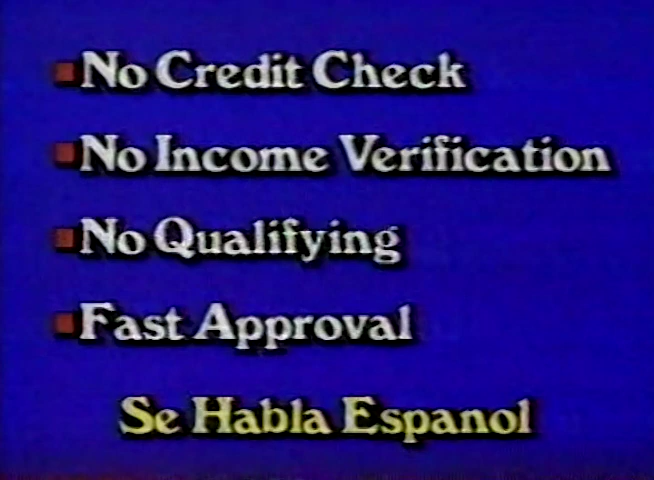 No Credit Check
No Income Verification
No Qualifying
Fast Approval
Se Habla Espanol